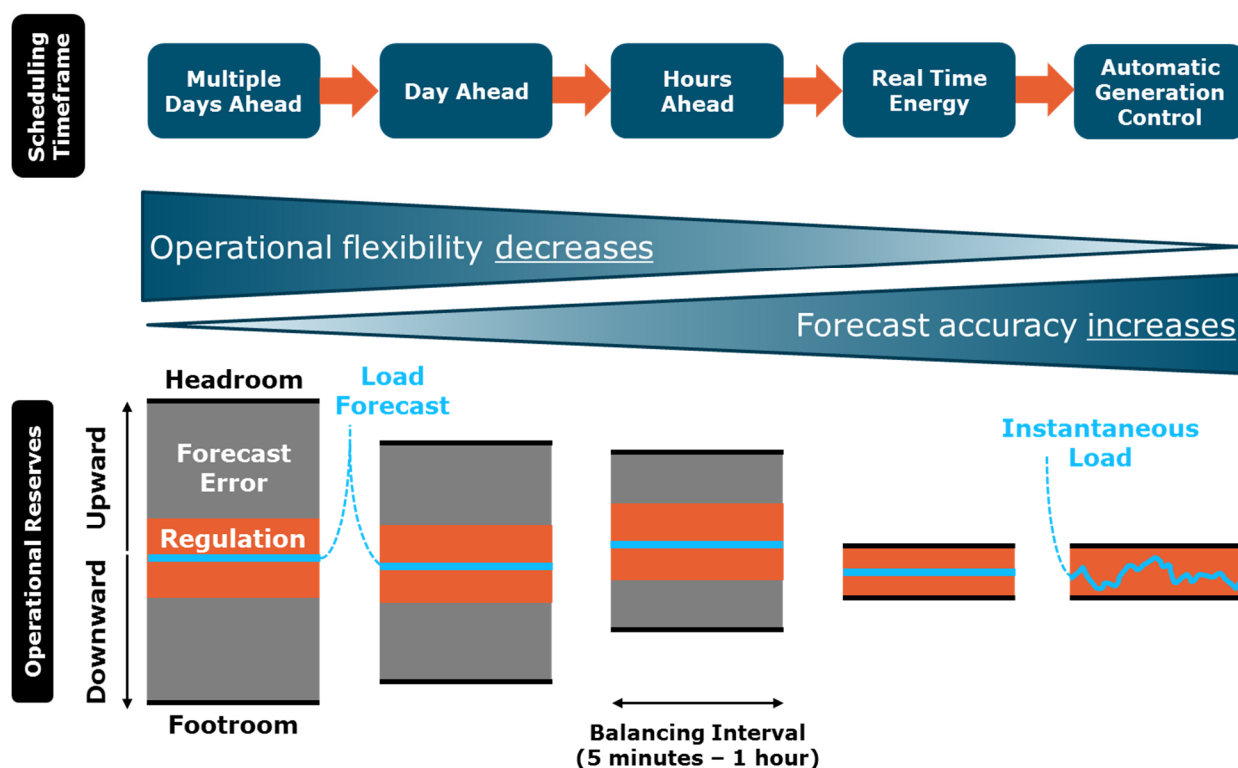 Scheduling
Timeframe
Multiple
Days Ahead
Day Ahead
Hours
Ahead
Real Time
Energy
Automatic
Generation
Control
Operational flexibility decreases
Forecast accuracy increases
Operational Reserves
Upward
Downward
Headroom
Forecast
Error
Regulation
Footroom
Load
Forecast
Instantaneous
Load
Balancing Interval
(5 minutes – 1 hour)